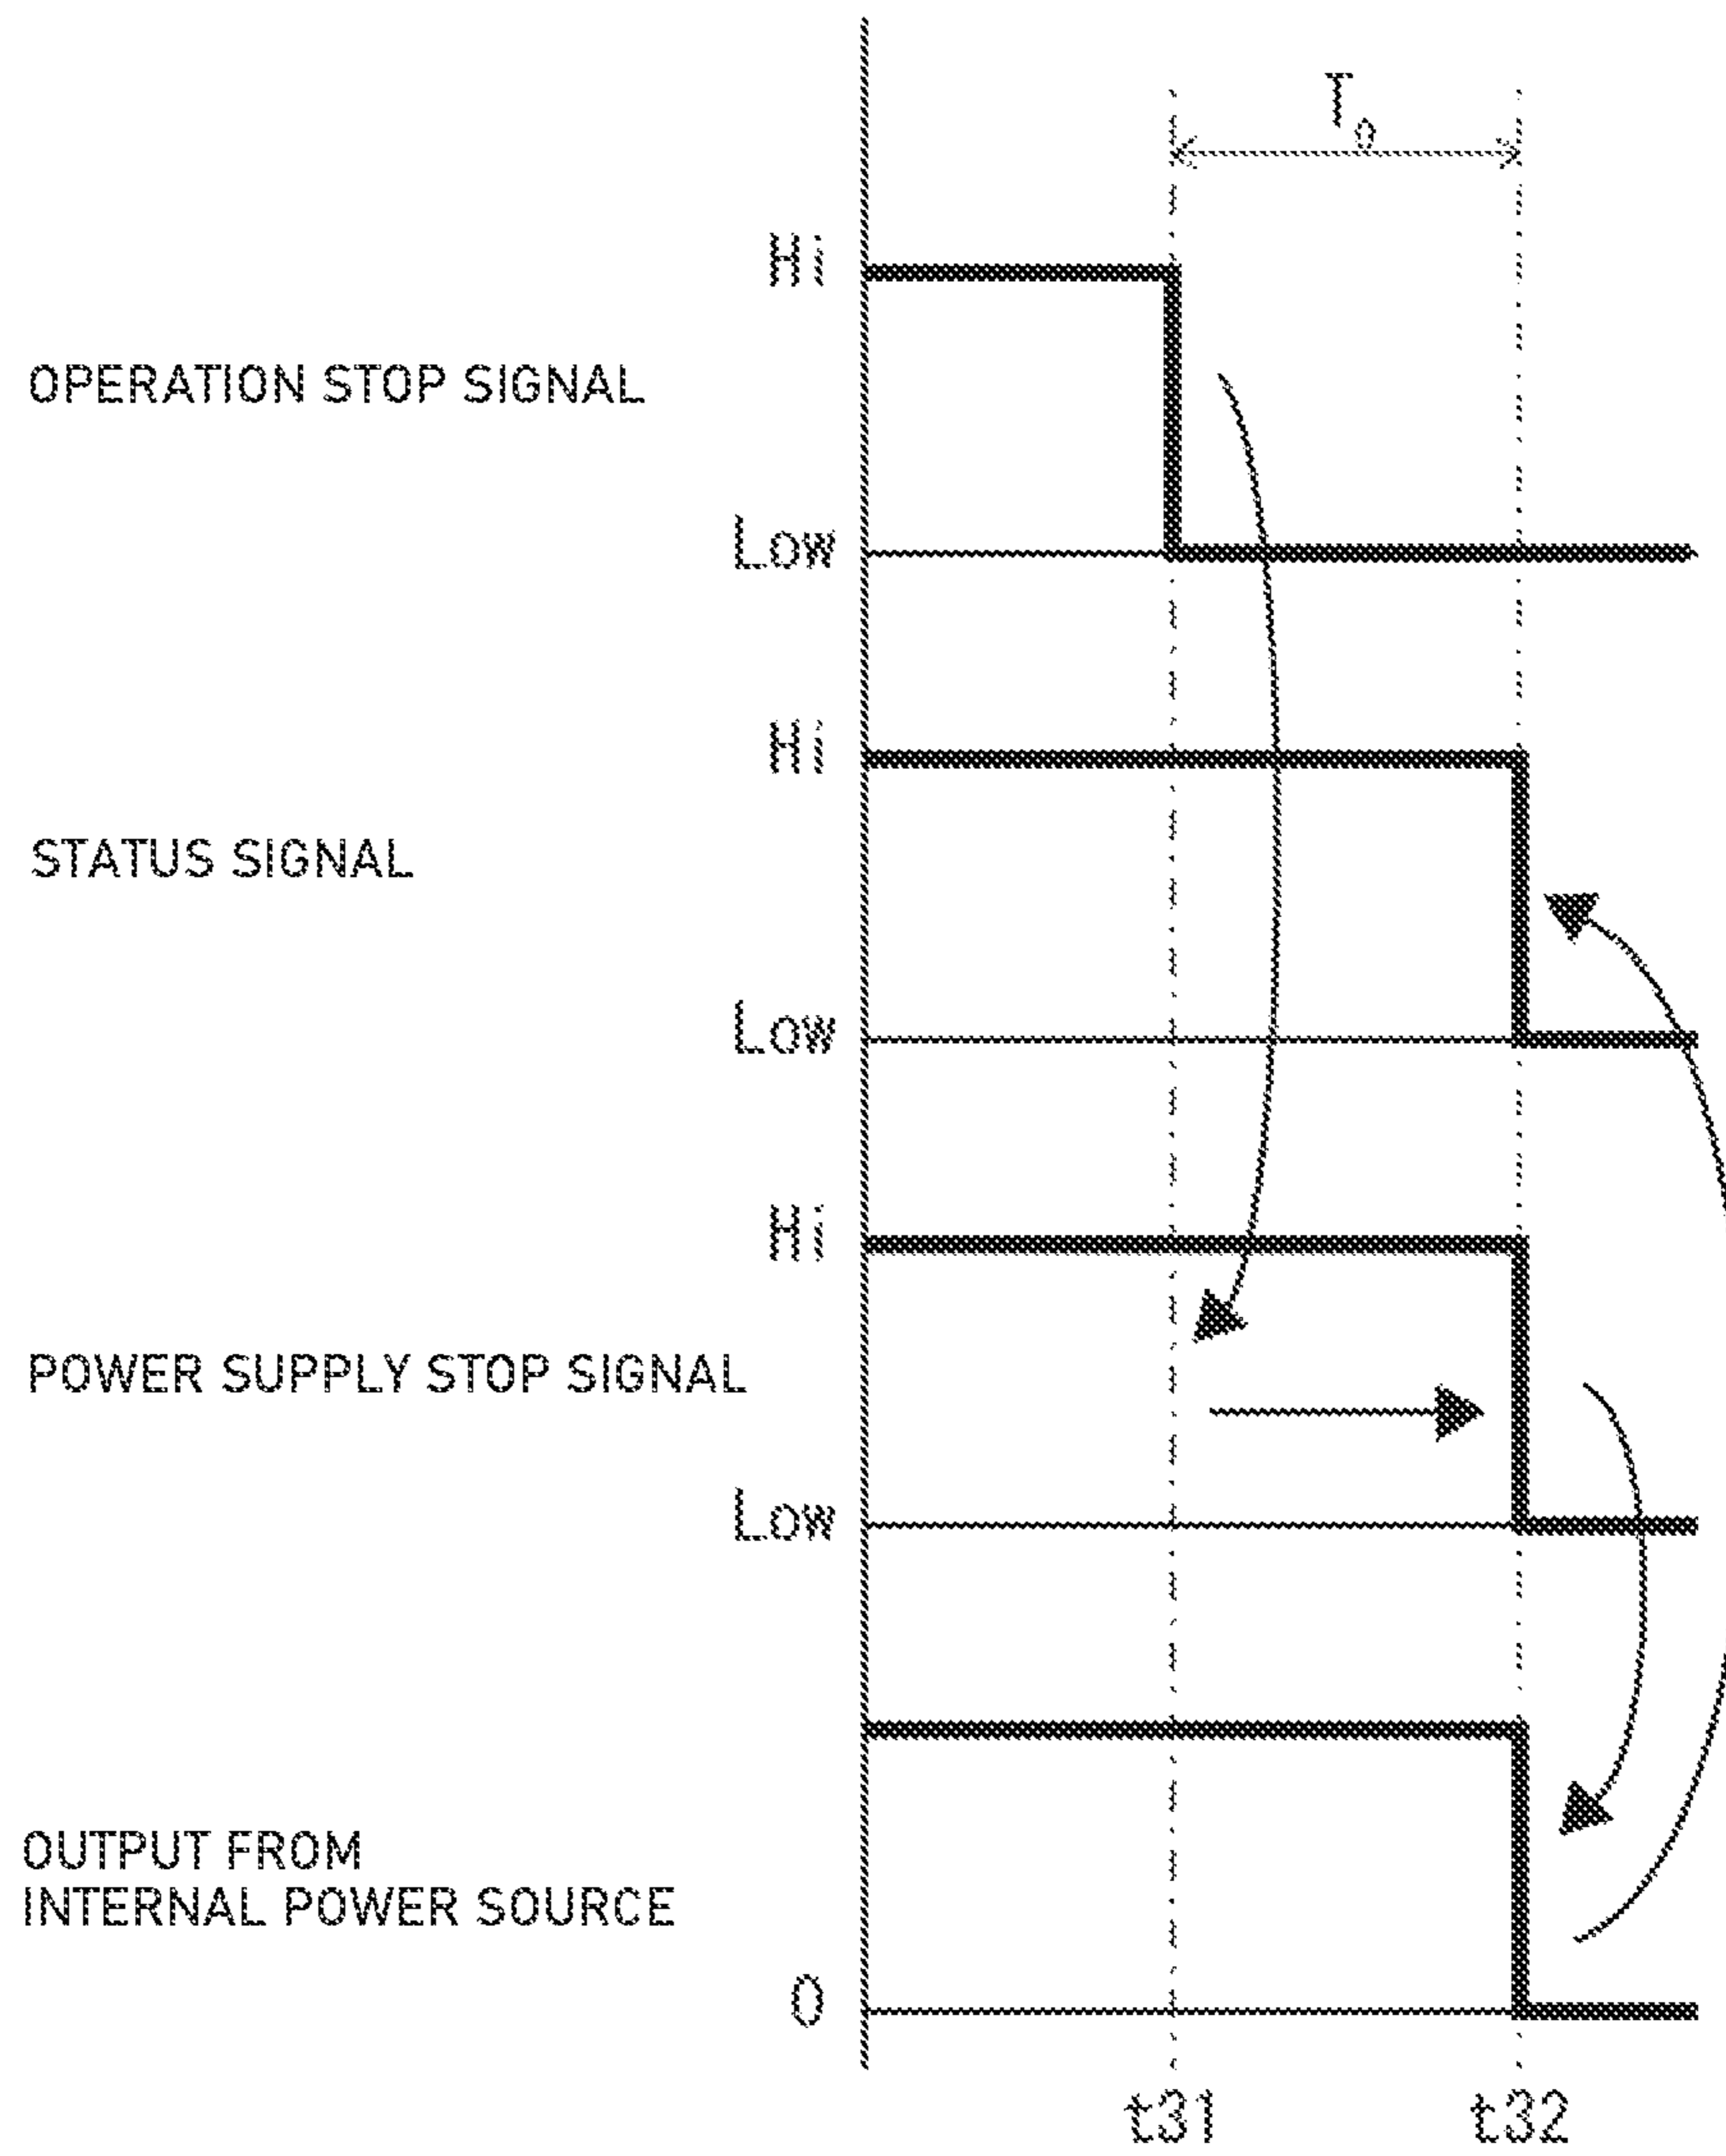 T0
Hi
OPERATION STOP SIGNAL
Low
Hi
STATUS SIGNAL
Low
Hi
POWER SUPPLY STOP SIGNAL
Low
OUTPUT FROM
INTERNAL POWER SOURCE
0
t31 t32